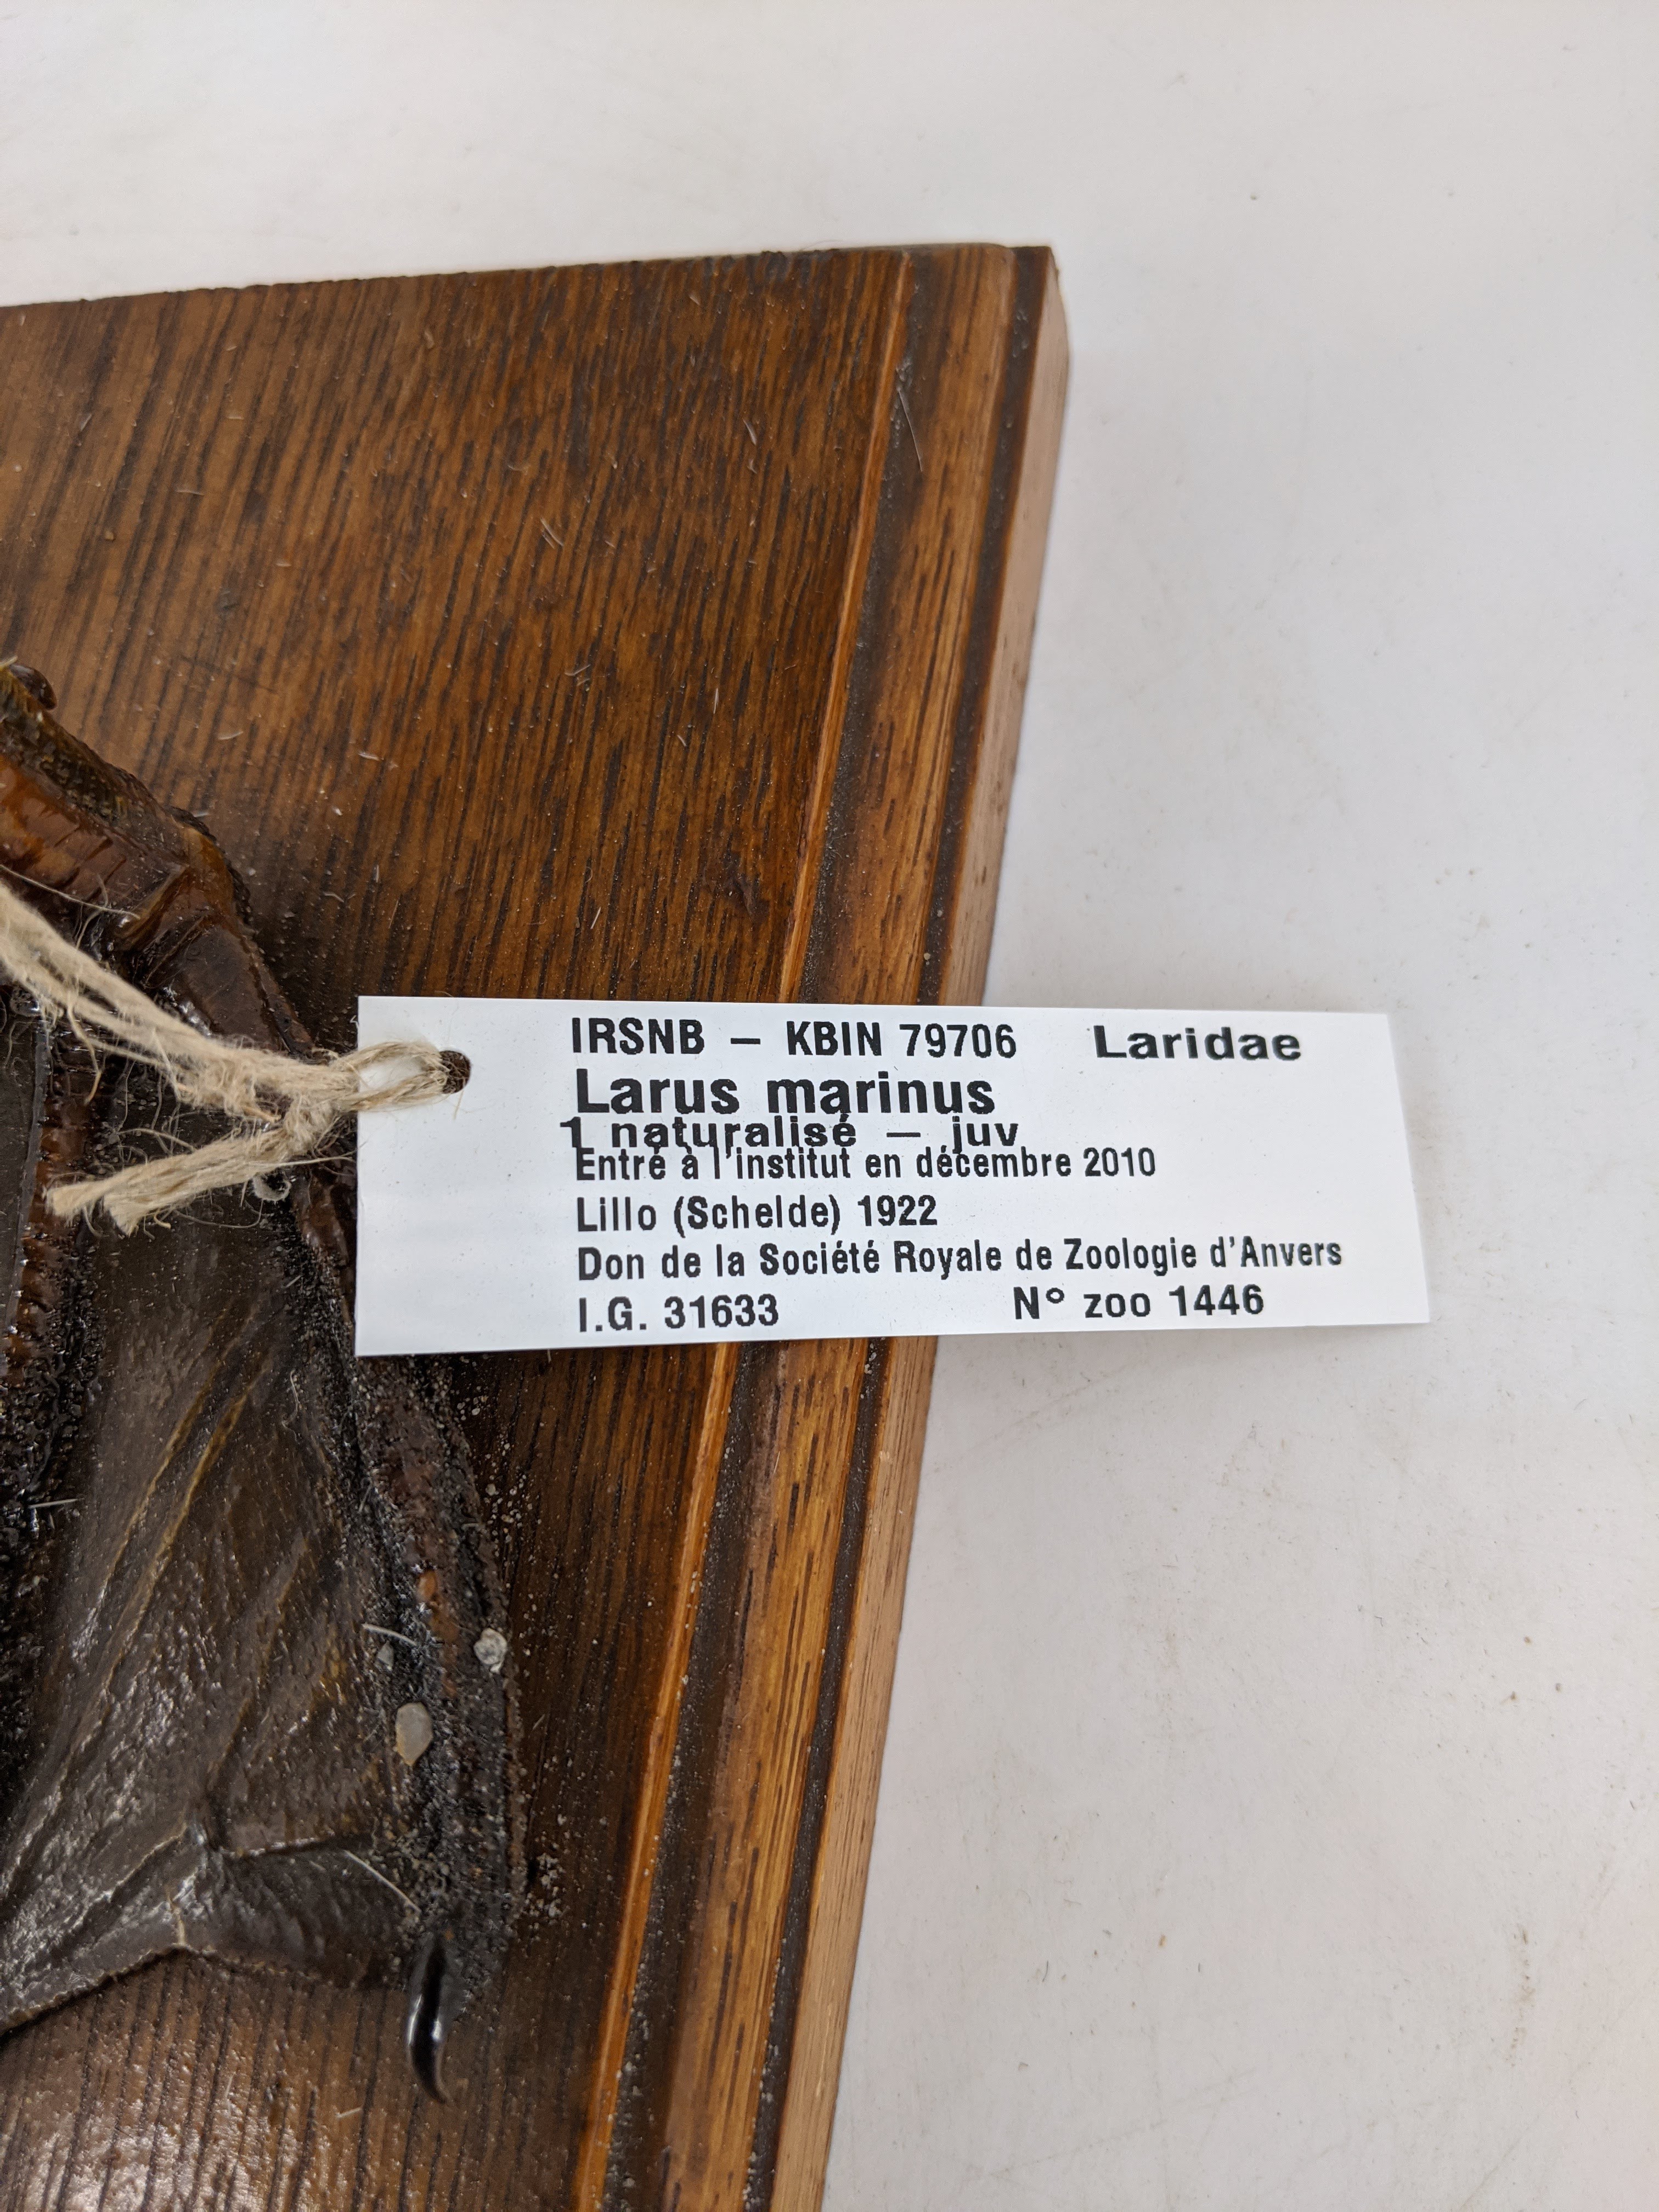 IRSNB – KBIN 79706 Laridae
Larus marinus
1 naturalisé – juv
Entré à l'institut en décembre 2010
Lillo (Schelde) 1922
Don de la Société Royale de Zoologie d'Anvers
I.G. 31633 N° zoo 1446